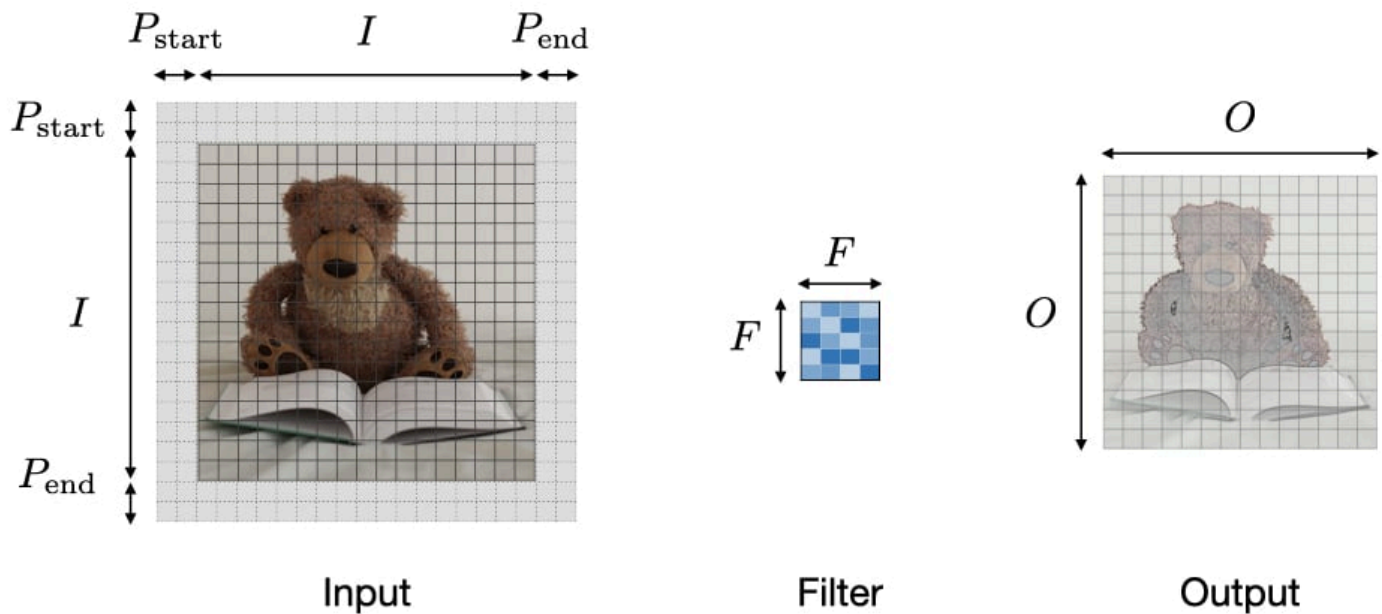 P_start I P_end
P_start
O
I
F
F
O
P_end
Input Filter Output